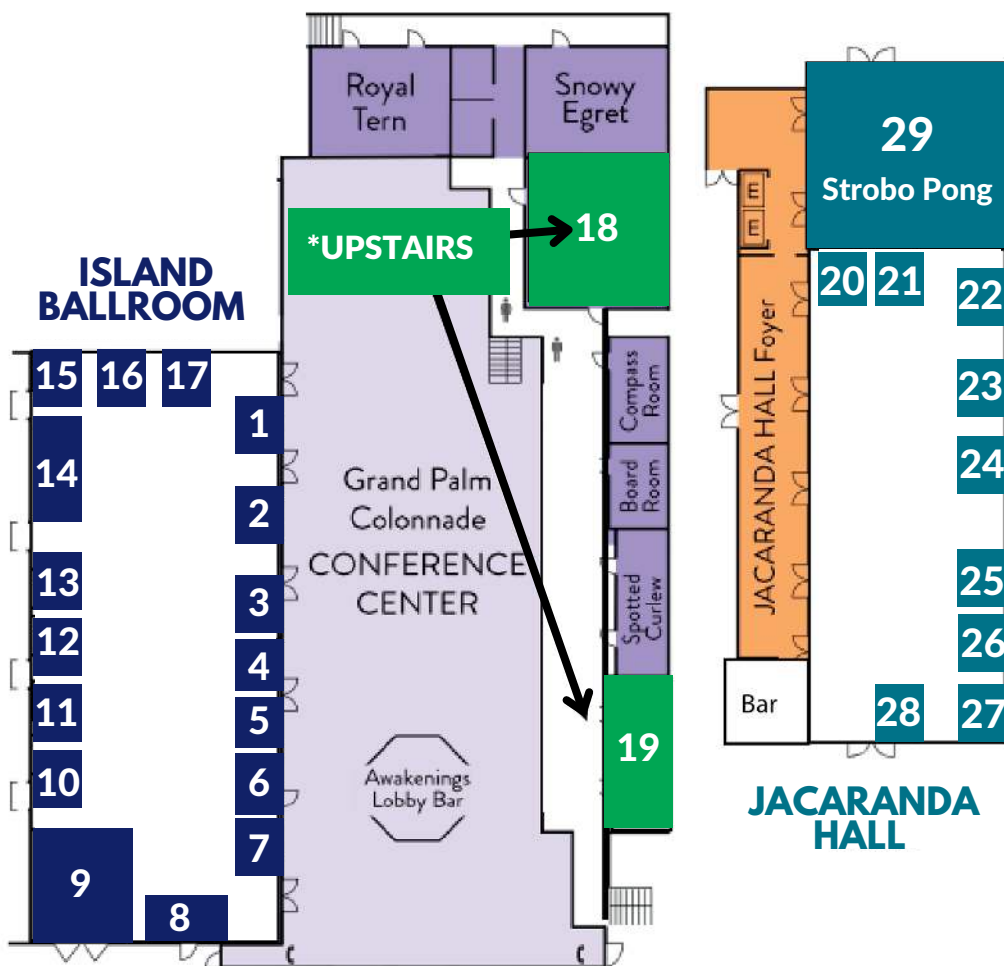 Royal
Tern
Snowy
Egret
*UPSTAIRS
18
ISLAND
BALLROOM
15
16
17
1
14
2
13
3
12
4
11
5
10
6
7
9
8
Grand Palm
Colonnade
CONFERENCE
CENTER
Awakenings
Lobby Bar
Compass
Room
Board
Room
Spotted
Curlew
19
29
Strobo Pong
E
E
JACARANDA HALL Foyer
20
21
22
23
24
25
26
27
28
Bar
JACARANDA
HALL